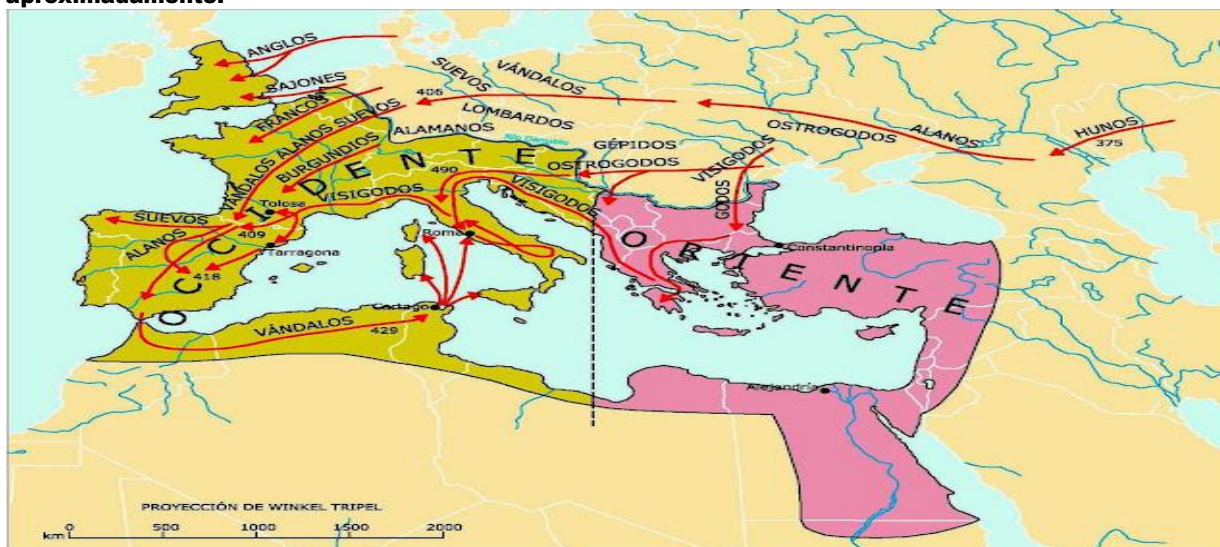 aproximadamente.
ANGLOS
SAJONES
FRANCOS
VÁNDALOS ALANOS SUEVOS
BURGUNDIOS
ALAMANOS
SUEVOS
VÁNDALOS
LOMBARDOS
406
OSTROGODOS
ALANOS
HUNOS
375
GÉPIDOS
OSTROGODOS
VISIGODOS
GODOS
490
VISIGODOS
VISIGODOS
OCCIDENTE
ORIENTE
Tolosa
SUEVOS
409
ALANOS
Tarragona
418
Roma
Constantinopla
Cartago
VÁNDALOS
429
Alejandría
PROYECCIÓN DE WINKEL TRIPEL
0 500 1000 1500 2000
km